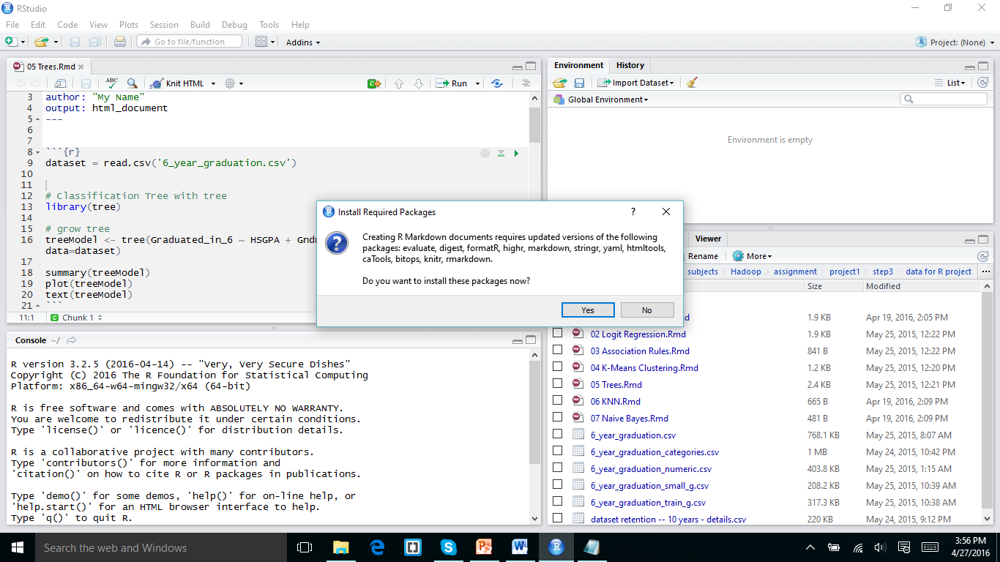 RStudio
File Edit Code View Plots Session Build Debug Tools Help
Go to file/function Addins Project: (None)
05 Trees.Rmd
ABC Knit HTML Run
3 author: "My Name"
4 output: html_document
5 ---
6
7
8 ```{r}
9 dataset = read.csv('6_year_graduation.csv')
10
11
12 # Classification Tree with tree
13 library(tree)
14
15 # grow tree
16 treeModel <- tree(Graduated_in_6 ~ HSGPA +
data=dataset)
17
18 summary(treeModel)
19 plot(treeModel)
20 text(treeModel)
21 ```
11:1 C Chunk 1
Console ~/
R version 3.2.5 (2016-04-14) -- "Very, Very Secure Dishes"
Copyright (C) 2016 The R Foundation for Statistical Computing
Platform: x86_64-w64-mingw32/x64 (64-bit)
R is free software and comes with ABSOLUTELY NO WARRANTY.
You are welcome to redistribute it under certain conditions.
Type 'license()' or 'licence()' for distribution details.
R is a collaborative project with many contributors.
Type 'contributors()' for more information and
'citation()' on how to cite R or R packages in publications.
Type 'demo()' for some demos, 'help()' for on-line help, or
'help.start()' for an HTML browser interface to help.
Type 'q()' to quit R.
Environment History
Import Dataset List
Global Environment
Environment is empty
Install Required Packages ?
Creating R Markdown documents requires updated versions of the following
packages: evaluate, digest, formatR, highr, markdown, stringr, yaml, htmltools,
caTools, bitops, knitr, rmarkdown.
Do you want to install these packages now?
Yes No
Viewer
Rename More
subjects Hadoop assignment project1 step3 data for R project ...
Size Modified
1.9 KB Apr 19, 2016, 2:05 PM
02 Logit Regression.Rmd 1.9 KB May 25, 2015, 12:22 PM
03 Association Rules.Rmd 841 B May 25, 2015, 12:22 PM
04 K-Means Clustering.Rmd 1.2 KB May 25, 2015, 12:20 PM
05 Trees.Rmd 2.4 KB May 25, 2015, 12:21 PM
06 KNN.Rmd 665 B Apr 19, 2016, 2:09 PM
07 Naive Bayes.Rmd 481 B Apr 19, 2016, 2:09 PM
6_year_graduation.csv 768.1 KB May 25, 2015, 8:07 AM
6_year_graduation_categories.csv 1 MB May 24, 2015, 10:42 PM
6_year_graduation_numeric.csv 403.8 KB May 25, 2015, 1:15 AM
6_year_graduation_small_g.csv 208.2 KB May 25, 2015, 10:39 AM
6_year_graduation_train_g.csv 317.3 KB May 25, 2015, 10:38 AM
dataset retention -- 10 years - details.csv 220 KB May 24, 2015, 9:12 PM
Search the web and Windows
3:56 PM
4/27/2016